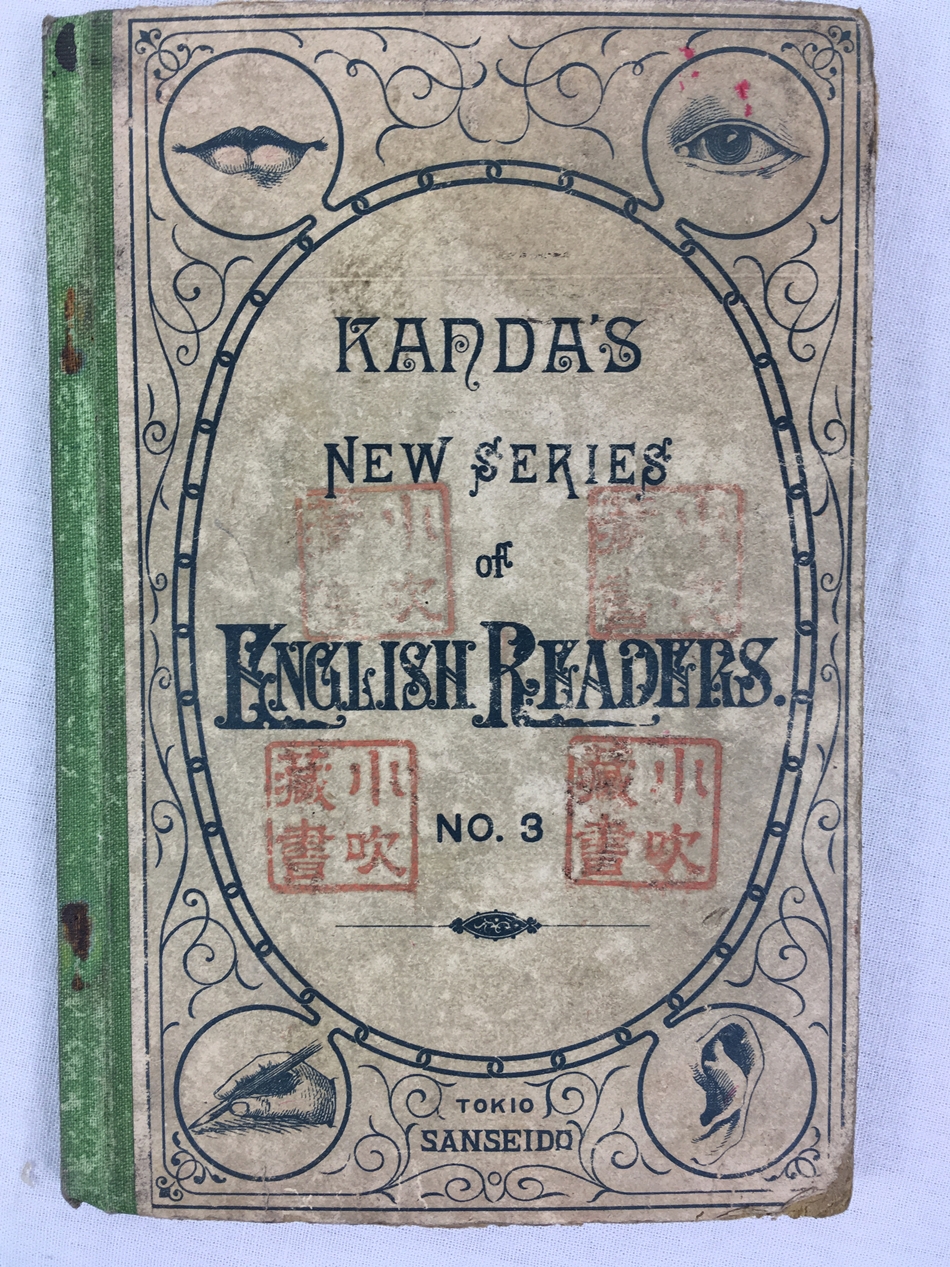 KANDA'S
NEW SERIES
of
ENGLISH READERS.
小吹
藏書
NO. 3
小吹
藏書
TOKIO
SANSEIDO